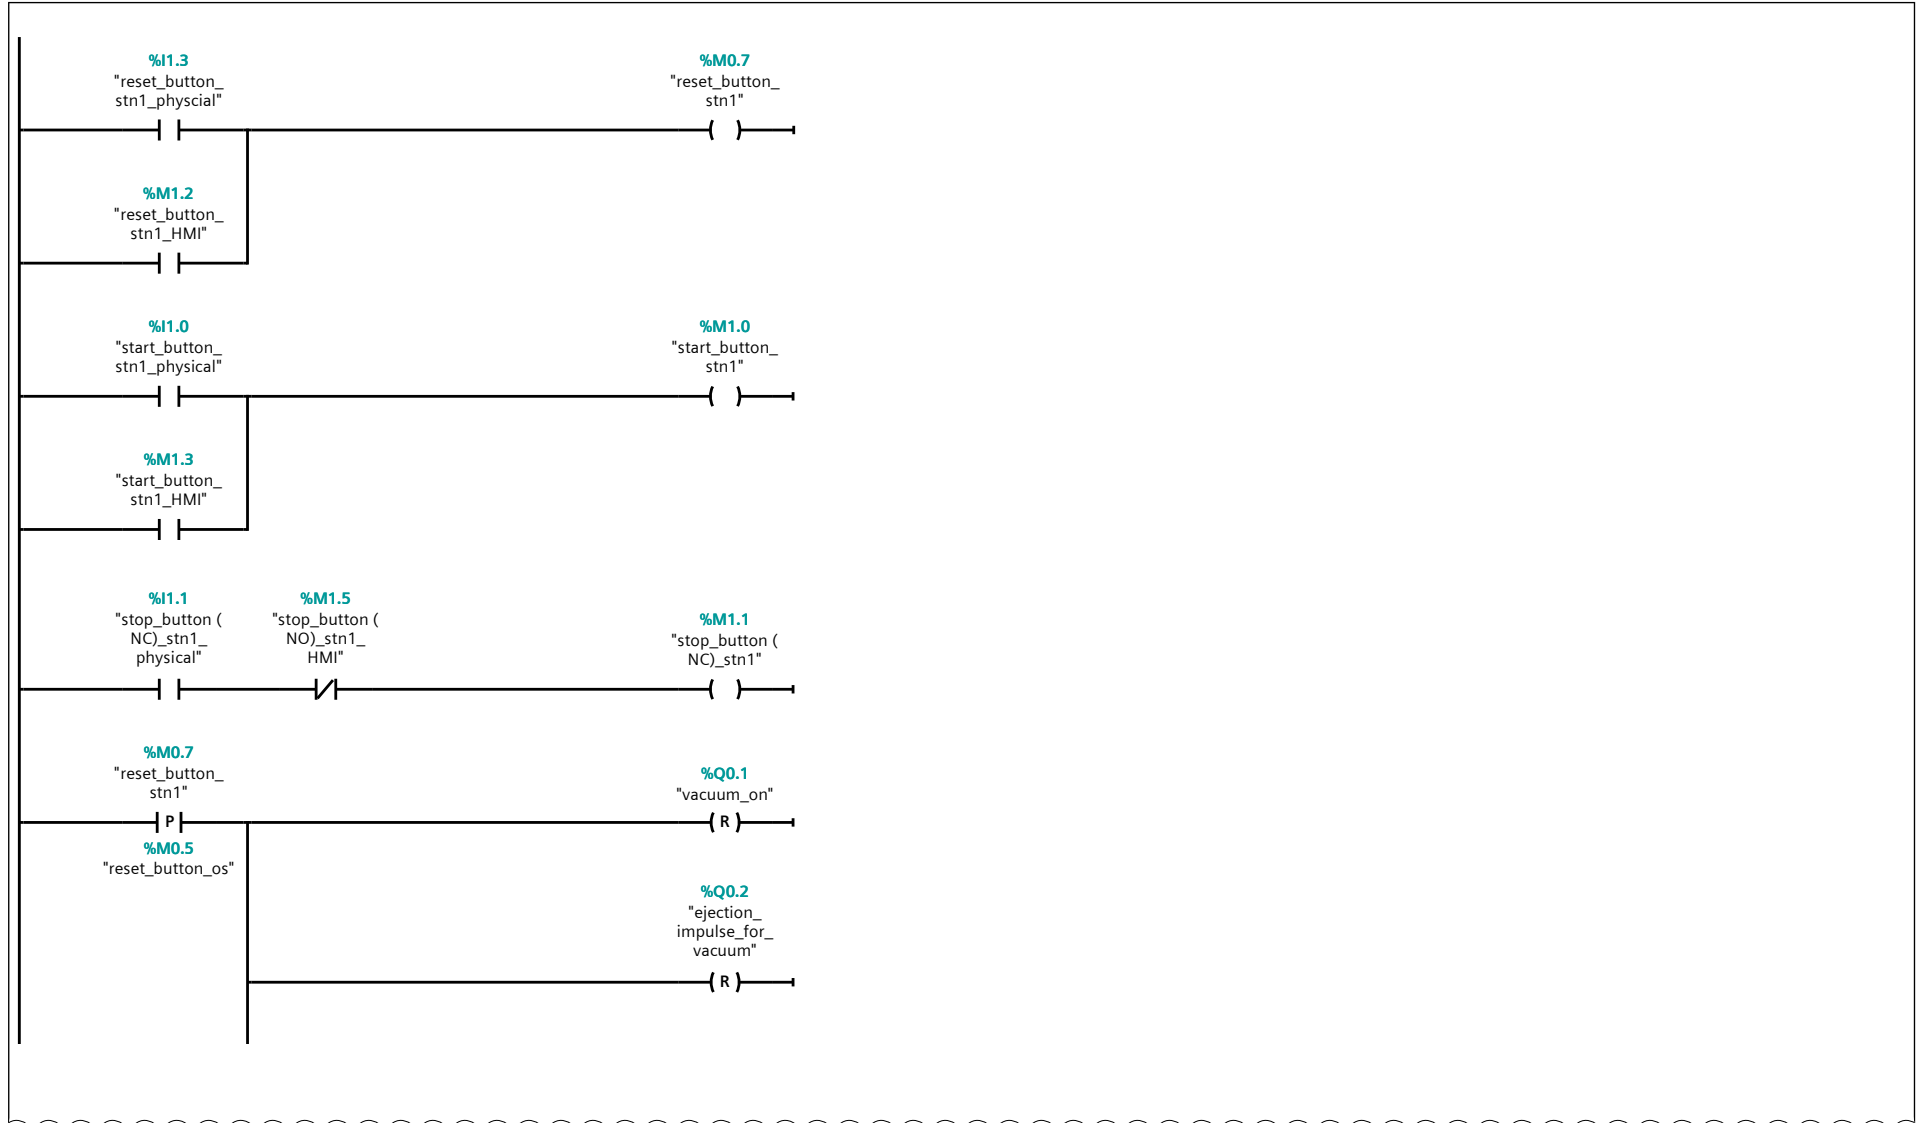 %I1.3
"reset_button_
stn1_physcial"
%M0.7
"reset_button_
stn1"
%M1.2
"reset_button_
stn1_HMI"
%I1.0
"start_button_
stn1_physical"
%M1.0
"start_button_
stn1"
%M1.3
"start_button_
stn1_HMI"
%I1.1
"stop_button (
NC)_stn1_
physical"
%M1.5
"stop_button (
NO)_stn1_
HMI"
%M1.1
"stop_button (
NC)_stn1"
%M0.7
"reset_button_
stn1"
P
%M0.5
"reset_button_os"
%Q0.1
"vacuum_on"
R
%Q0.2
"ejection_
impulse_for_
vacuum"
R